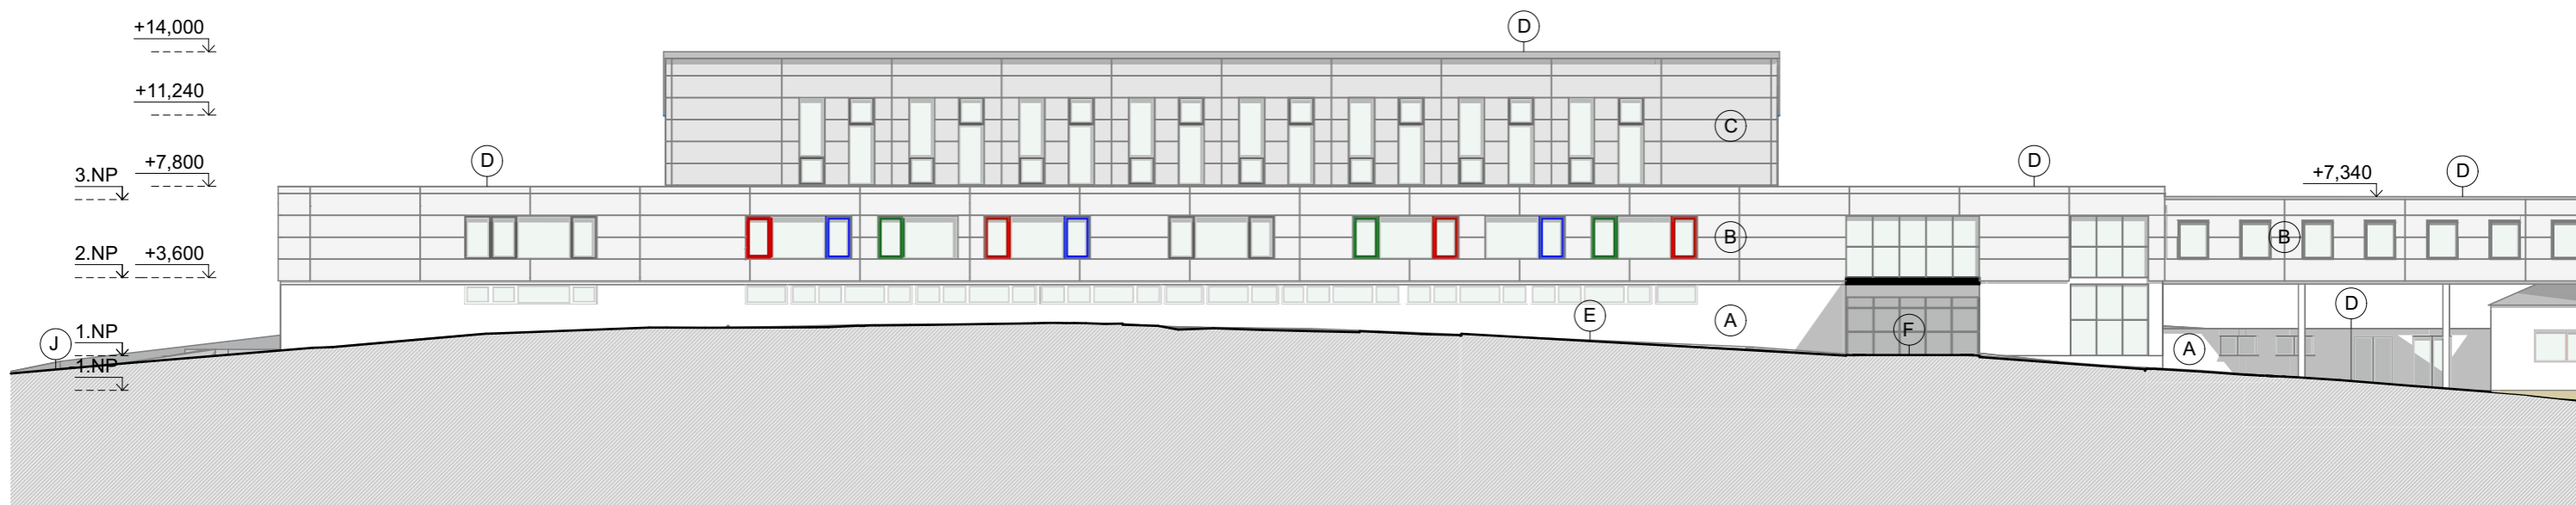 +14,000
D
+11,240
C
+7,800
3.NP
D
D
+7,340
D
B
B
2.NP +3,600
E
A
F
D
1.NP
J
A
1.NP